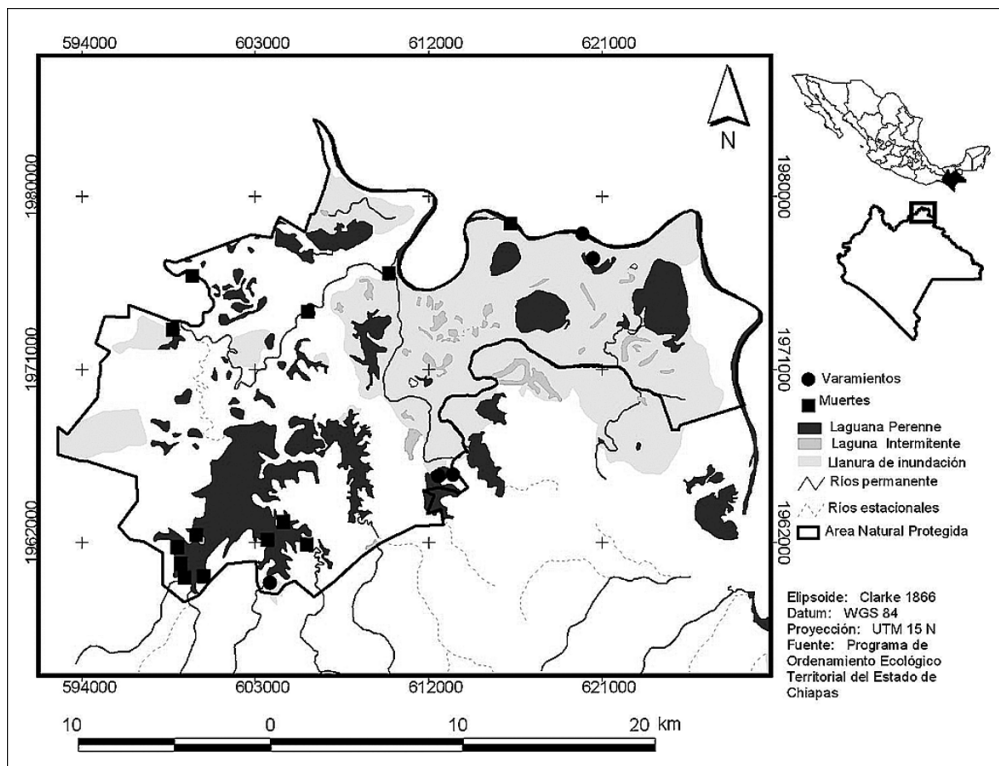 594000 603000 612000 621000
N
1980000 1980000
1971000 1971000
1962000 1962000
Varamientos
Muertes
Laguana Perenne
Laguna Intermitente
Llanura de inundación
Ríos permanente
Ríos estacionales
Area Natural Protegida
Elipsoide: Clarke 1866
Datum: WGS 84
Proyección: UTM 15 N
Fuente: Programa de
Ordenamiento Ecológico
Territorial del Estado de
Chiapas
594000 603000 612000 621000
10 0 10 20 km